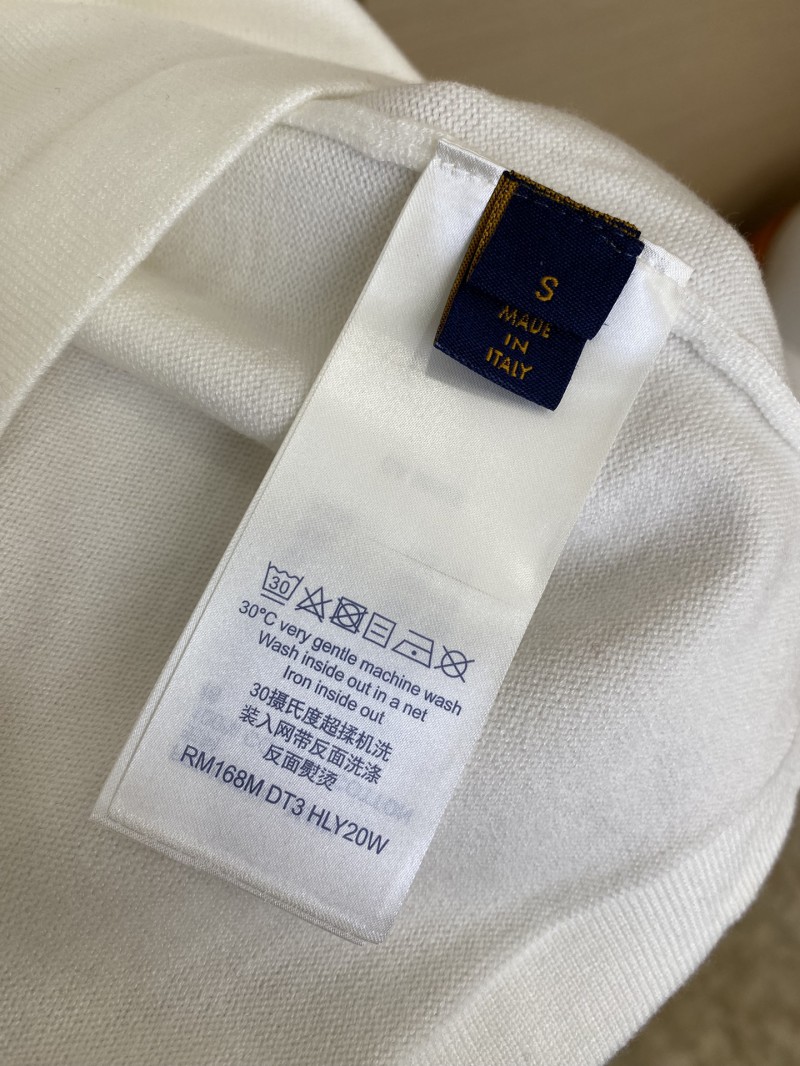 S
MADE
IN
ITALY
30
30°C very gentle machine wash
Wash inside out in a net
Iron inside out
30摄氏度超揉机洗
装入网带反面洗涤
反面熨烫
RM168M DT3 HLY20W